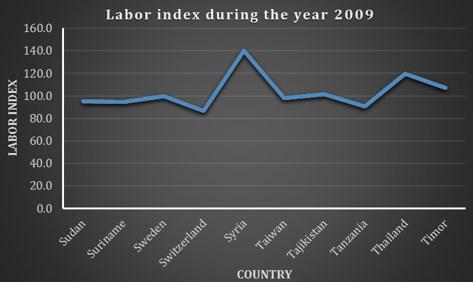 Labor index during the year 2009
160.0
140.0
120.0
100.0
80.0
60.0
40.0
20.0
0.0
LABOR INDEX
Sudan
Suriname
Sweden
Switzerland
Syria
Taiwan
Tajikistan
Tanzania
Thailand
Timor
COUNTRY